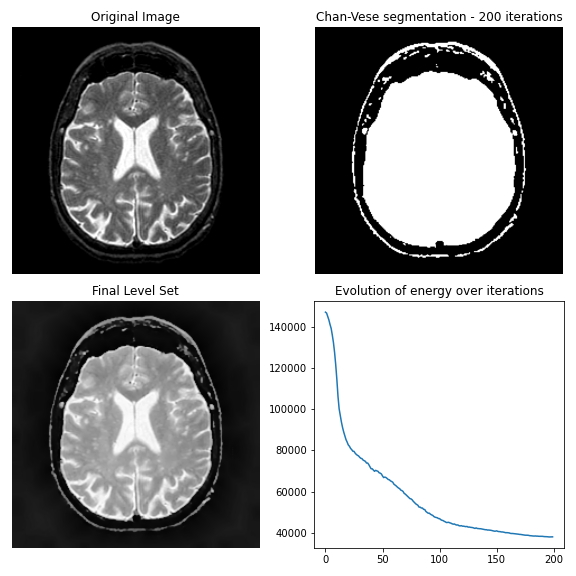 Original Image
Chan-Vese segmentation - 200 iterations
Final Level Set
Evolution of energy over iterations
140000
120000
100000
80000
60000
40000
0 50 100 150 200